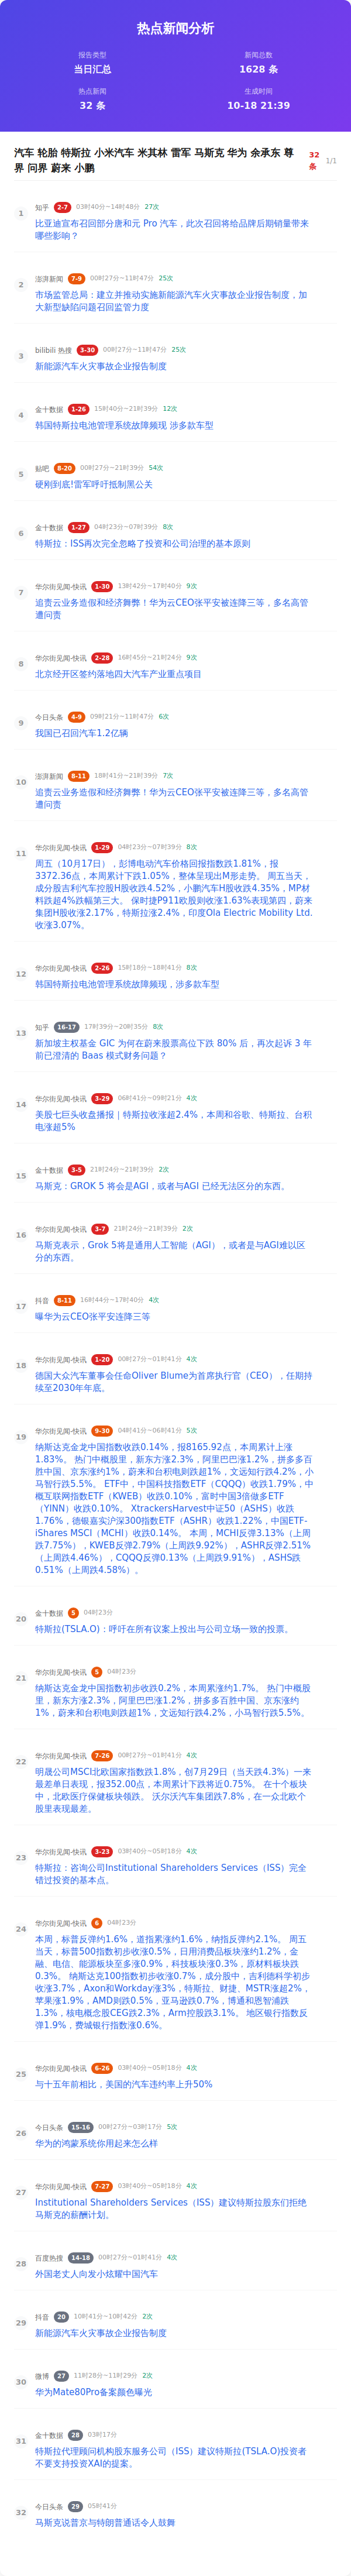 热点新闻分析
报告类型
新闻总数
当日汇总
1628 条
热点新闻
生成时间
32 条
10-18 21:39
汽车 轮胎 特斯拉 小米汽车 米其林 雷军 马斯克 华为 余承东 尊
界 问界 蔚来 小鹏
32
条
1/1
1
知乎 2-7 03时40分~14时48分 27次
比亚迪宣布召回部分唐和元 Pro 汽车，此次召回将给品牌后期销量带来
哪些影响？
2
澎湃新闻 7-9 00时27分~11时47分 25次
市场监管总局：建立并推动实施新能源汽车火灾事故企业报告制度，加
大新型缺陷问题召回监管力度
3
bilibili 热搜 3-30 00时27分~11时47分 25次
新能源汽车火灾事故企业报告制度
4
金十数据 1-26 15时40分~21时39分 12次
韩国特斯拉电池管理系统故障频现 涉多款车型
5
贴吧 8-20 00时27分~21时39分 54次
硬刚到底!雷军呼吁抵制黑公关
6
金十数据 1-27 04时23分~07时39分 8次
特斯拉：ISS再次完全忽略了投资和公司治理的基本原则
7
华尔街见闻-快讯 1-30 13时42分~17时40分 9次
追责云业务造假和经济舞弊！华为云CEO张平安被连降三等，多名高管
遭问责
8
华尔街见闻-快讯 2-28 16时45分~21时24分 9次
北京经开区签约落地四大汽车产业重点项目
9
今日头条 4-9 09时21分~11时47分 6次
我国已召回汽车1.2亿辆
10
澎湃新闻 8-11 18时41分~21时39分 7次
追责云业务造假和经济舞弊！华为云CEO张平安被连降三等，多名高管
遭问责
11
华尔街见闻-快讯 1-29 04时23分~07时39分 8次
周五（10月17日），彭博电动汽车价格回报指数跌1.81%，报
3372.36点，本周累计下跌1.05%，整体呈现出M形走势。 周五当天，
成分股吉利汽车控股H股收跌4.52%，小鹏汽车H股收跌4.35%，MP材
料跌超4%跌幅第三大。 保时捷P911欧股则收涨1.63%表现第四，蔚来
集团H股收涨2.17%，特斯拉涨2.4%，印度Ola Electric Mobility Ltd.
收涨3.07%。
12
华尔街见闻-快讯 2-26 15时18分~18时41分 8次
韩国特斯拉电池管理系统故障频现，涉多款车型
13
知乎 16-17 17时39分~20时35分 8次
新加坡主权基金 GIC 为何在蔚来股票高位下跌 80% 后，再次起诉 3 年
前已澄清的 Baas 模式财务问题？
14
华尔街见闻-快讯 3-29 06时41分~09时21分 4次
美股七巨头收盘播报｜特斯拉收涨超2.4%，本周和谷歌、特斯拉、台积
电涨超5%
15
金十数据 3-5 21时24分~21时39分 2次
马斯克：GROK 5 将会是AGI，或者与AGI 已经无法区分的东西。
16
华尔街见闻-快讯 3-7 21时24分~21时39分 2次
马斯克表示，Grok 5将是通用人工智能（AGI），或者是与AGI难以区
分的东西。
17
抖音 8-11 16时44分~17时40分 4次
曝华为云CEO张平安连降三等
18
华尔街见闻-快讯 1-20 00时27分~01时41分 4次
德国大众汽车董事会任命Oliver Blume为首席执行官（CEO），任期持
续至2030年年底。
19
华尔街见闻-快讯 9-30 04时41分~06时41分 5次
纳斯达克金龙中国指数收跌0.14%，报8165.92点，本周累计上涨
1.83%。 热门中概股里，新东方涨2.3%，阿里巴巴涨1.2%，拼多多百
胜中国、京东涨约1%，蔚来和台积电则跌超1%，文远知行跌4.2%，小
马智行跌5.5%。 ETF中，中国科技指数ETF（CQQQ）收跌1.79%，中
概互联网指数ETF（KWEB）收跌0.10%，富时中国3倍做多ETF
（YINN）收跌0.10%。 XtrackersHarvest中证50（ASHS）收跌
1.76%，德银嘉实沪深300指数ETF（ASHR）收跌1.22%，中国ETF-
iShares MSCI（MCHI）收跌0.14%。 本周，MCHI反弹3.13%（上周
跌7.75%），KWEB反弹2.79%（上周跌9.92%），ASHR反弹2.51%
（上周跌4.46%），CQQQ反弹0.13%（上周跌9.91%），ASHS跌
0.51%（上周跌4.58%）。
20
金十数据 5 04时23分
特斯拉(TSLA.O)：呼吁在所有议案上投出与公司立场一致的投票。
21
华尔街见闻-快讯 5 04时23分
纳斯达克金龙中国指数初步收跌0.2%，本周累涨约1.7%。 热门中概股
里，新东方涨2.3%，阿里巴巴涨1.2%，拼多多百胜中国、京东涨约
1%，蔚来和台积电则跌超1%，文远知行跌4.2%，小马智行跌5.5%。
22
华尔街见闻-快讯 7-26 00时27分~01时41分 4次
明晟公司MSCI北欧国家指数跌1.8%，创7月29日（当天跌4.3%）一来
最差单日表现，报352.00点，本周累计下跌将近0.75%。 在十个板块
中，北欧医疗保健板块领跌。 沃尔沃汽车集团跌7.8%，在一众北欧个
股里表现最差。
23
华尔街见闻-快讯 3-23 03时40分~05时18分 4次
特斯拉：咨询公司Institutional Shareholders Services（ISS）完全
错过投资的基本点。
24
华尔街见闻-快讯 6 04时23分
本周，标普反弹约1.6%，道指累涨约1.6%，纳指反弹约2.1%。 周五
当天，标普500指数初步收涨0.5%，日用消费品板块涨约1.2%，金
融、电信、能源板块至多涨0.9%，科技板块涨0.3%，原材料板块跌
0.3%。 纳斯达克100指数初步收涨0.7%，成分股中，吉利德科学初步
收涨3.7%，Axon和Workday涨3%，特斯拉、财捷、MSTR涨超2%，
苹果涨1.9%，AMD则跌0.5%，亚马逊跌0.7%，博通和恩智浦跌
1.3%，核电概念股CEG跌2.3%，Arm控股跌3.1%。 地区银行指数反
弹1.9%，费城银行指数涨0.6%。
25
华尔街见闻-快讯 6-26 03时40分~05时18分 4次
与十五年前相比，美国的汽车违约率上升50%
26
今日头条 15-16 00时27分~03时17分 5次
华为的鸿蒙系统你用起来怎么样
27
华尔街见闻-快讯 7-27 03时40分~05时18分 4次
Institutional Shareholders Services（ISS）建议特斯拉股东们拒绝
马斯克的薪酬计划。
28
百度热搜 14-18 00时27分~01时41分 4次
外国老丈人向发小炫耀中国汽车
29
抖音 20 10时41分~10时42分 2次
新能源汽车火灾事故企业报告制度
30
微博 27 11时28分~11时29分 2次
华为Mate80Pro备案颜色曝光
31
金十数据 28 03时17分
特斯拉代理顾问机构股东服务公司（ISS）建议特斯拉(TSLA.O)投资者
不要支持投资XAI的提案。
32
今日头条 29 05时41分
马斯克说普京与特朗普通话令人鼓舞